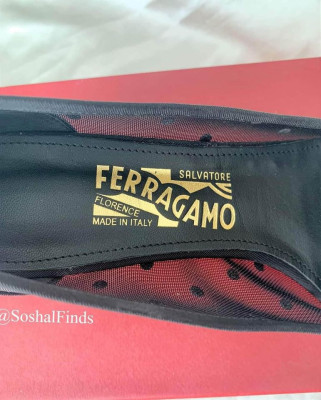 SALVATORE
FERRAGAMO
FLORENCE
MADE IN ITALY
@SoshalFinds